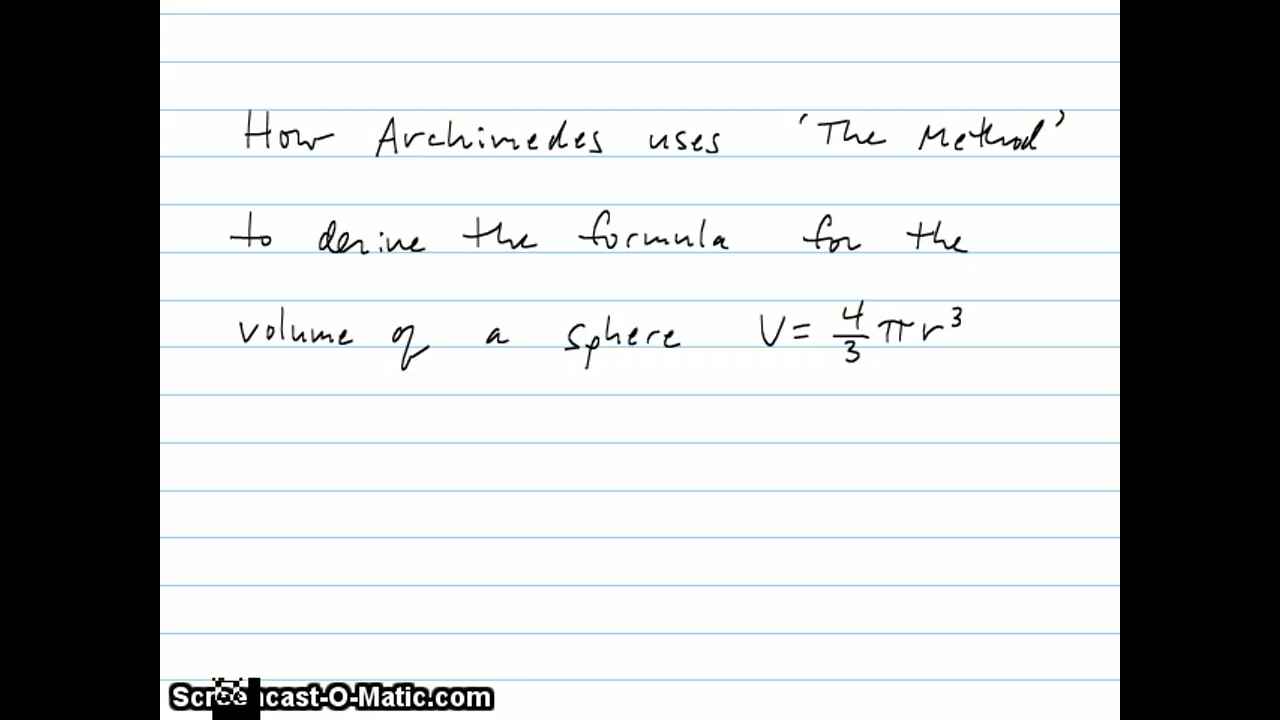 How Archimedes uses 'The Method'
to derive the formula for the
volume of a sphere V = 4/3 πr³
Screencast-O-Matic.com